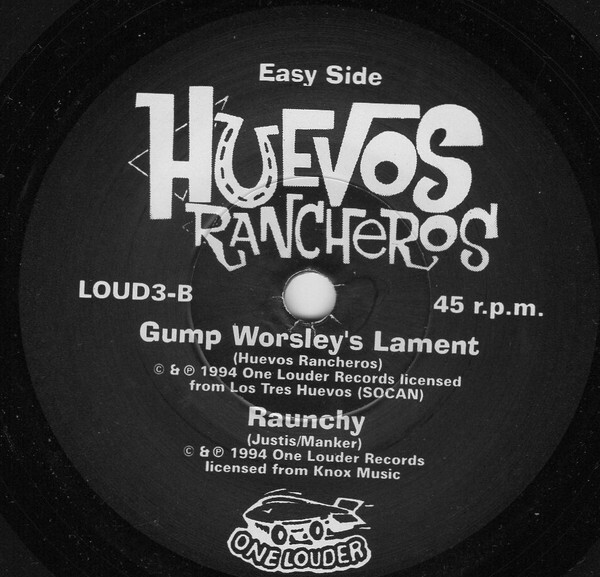 Easy Side
HUEVOS
RANCHEROS
LOUD3-B
45 r.p.m.
Gump Worsley's Lament
(Huevos Rancheros)
© & ℗ 1994 One Louder Records licensed
from Los Tres Huevos (SOCAN)
Raunchy
(Justis/Manker)
© & ℗ 1994 One Louder Records
licensed from Knox Music
ONE LOUDER